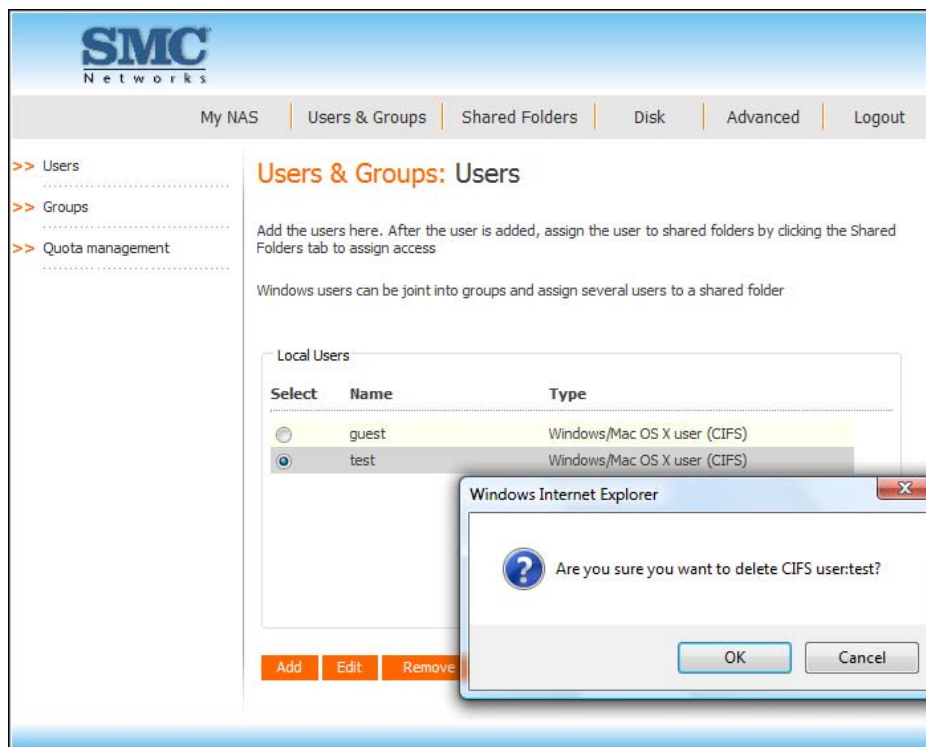 SMC
Networks
My NAS Users & Groups Shared Folders Disk Advanced Logout
>> Users
>> Groups
>> Quota management
Users & Groups: Users
Add the users here. After the user is added, assign the user to shared folders by clicking the Shared
Folders tab to assign access
Windows users can be joint into groups and assign several users to a shared folder
Local Users
Select Name Type
guest Windows/Mac OS X user (CIFS)
test Windows/Mac OS X user (CIFS)
Windows Internet Explorer
Are you sure you want to delete CIFS user:test?
OK Cancel
Add Edit Remove